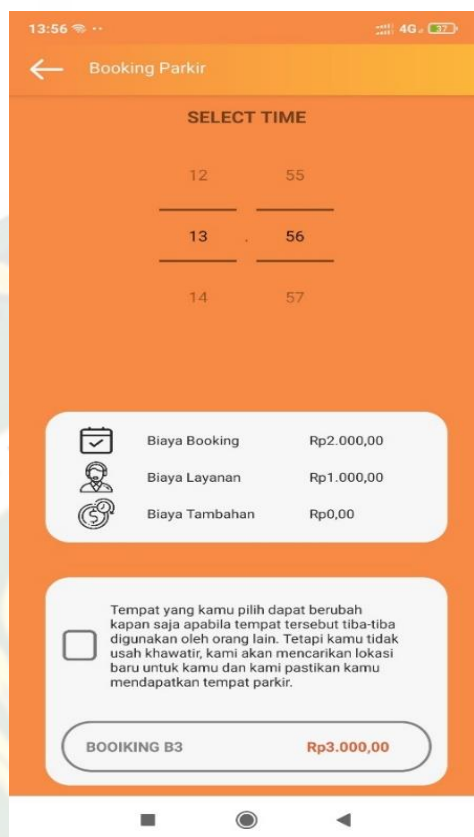 13:56
4G 37
Booking Parkir
SELECT TIME
12 55
13 . 56
14 57
Biaya Booking Rp2.000,00
Biaya Layanan Rp1.000,00
Biaya Tambahan Rp0,00
Tempat yang kamu pilih dapat berubah
kapan saja apabila tempat tersebut tiba-tiba
digunakan oleh orang lain. Tetapi kamu tidak
usah khawatir, kami akan mencarikan lokasi
baru untuk kamu dan kami pastikan kamu
mendapatkan tempat parkir.
BOOIKING B3 Rp3.000,00